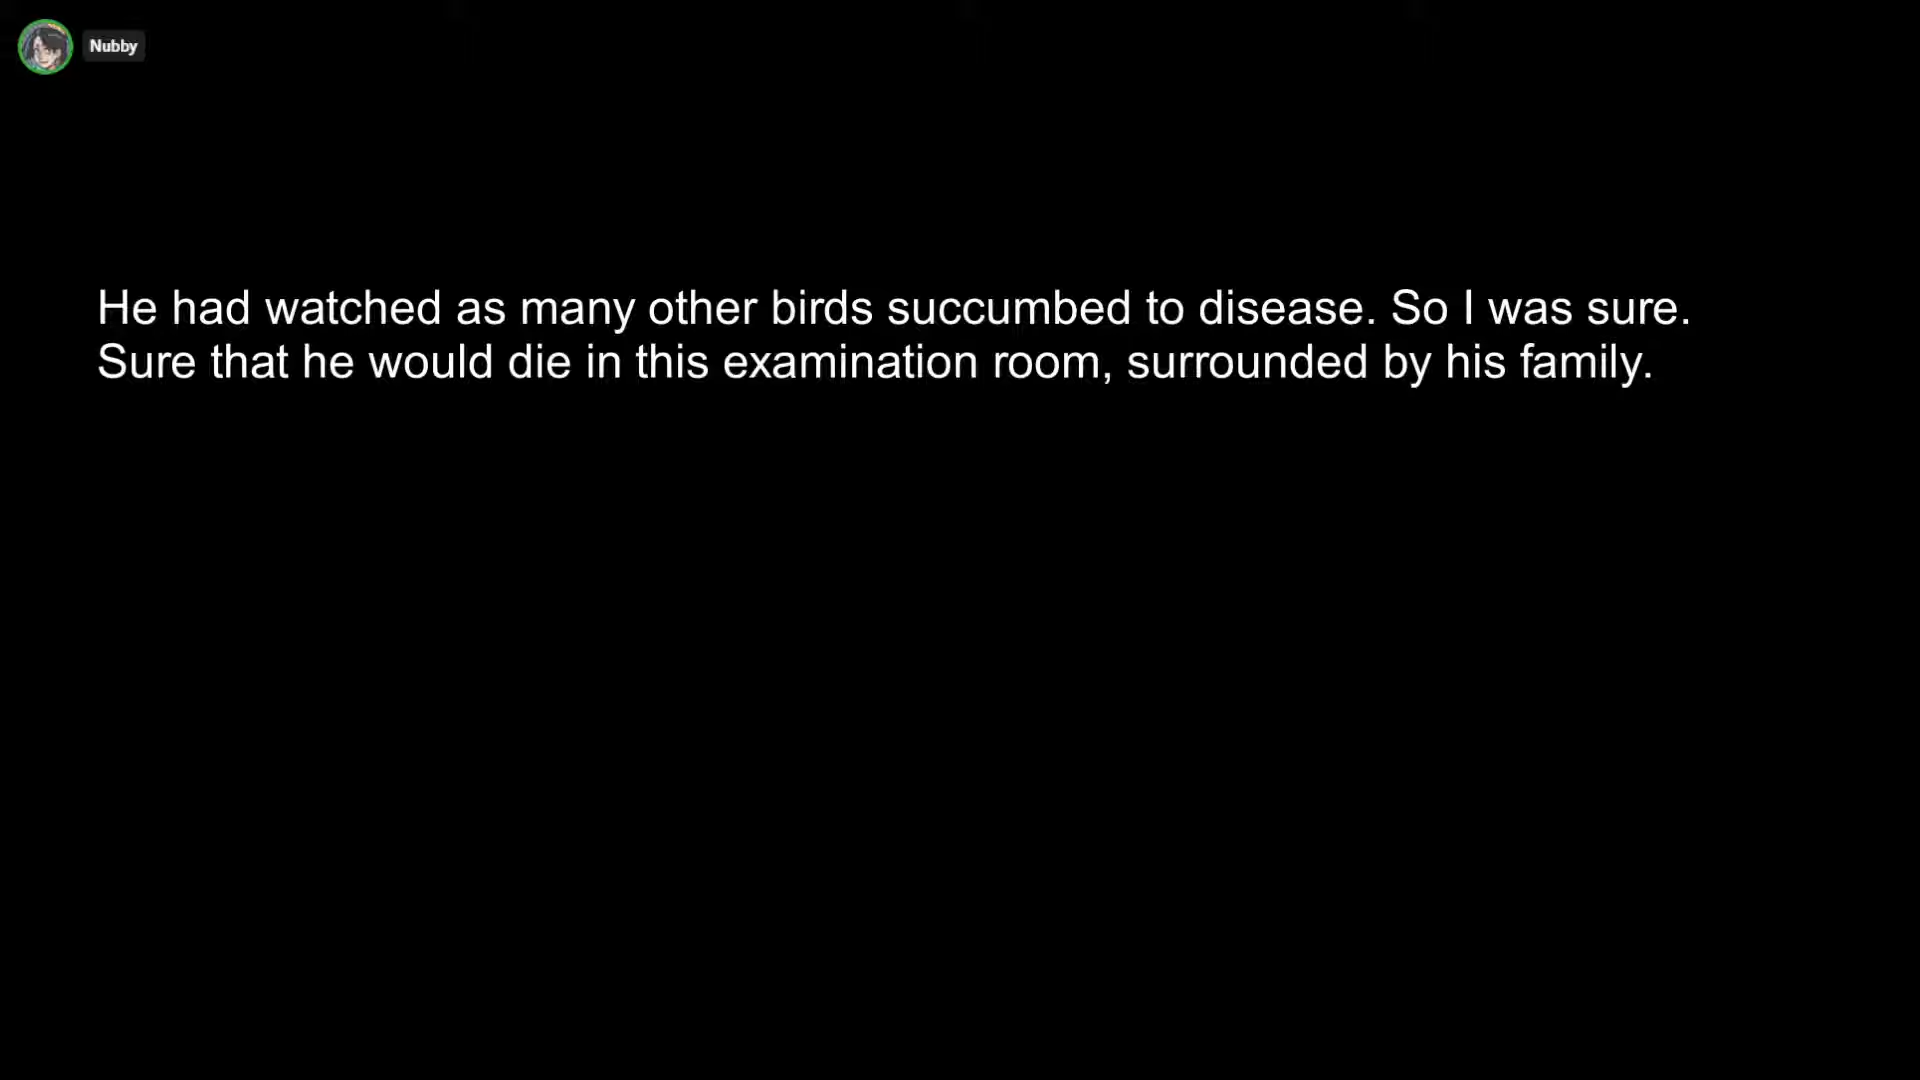 Nubby
He had watched as many other birds succumbed to disease. So I was sure.
Sure that he would die in this examination room, surrounded by his family.